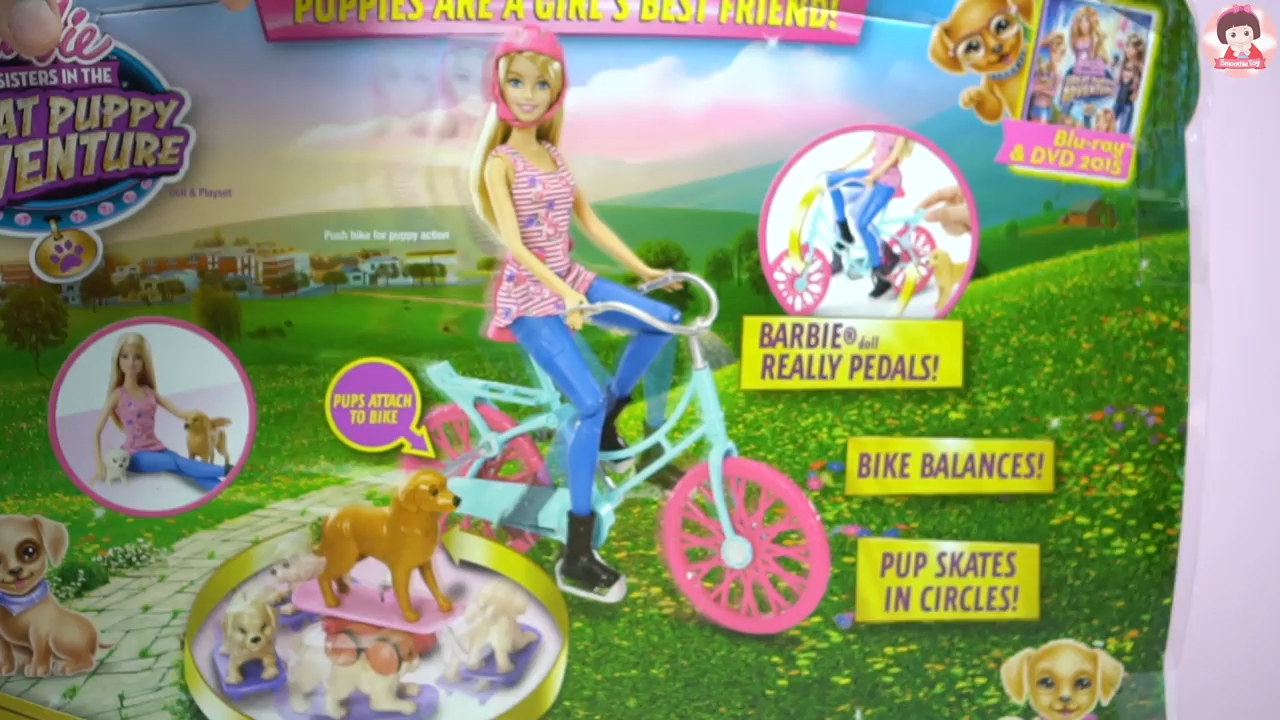 PUPPIES ARE A GIRL'S BEST FRIEND!
SISTERS IN THE
PUPPY
Doll & Playset
Push bike for puppy action
PUPS ATTACH
TO BIKE
Blu-ray
& DVD 2015
BARBIE® doll
REALLY PEDALS!
BIKE BALANCES!
PUP SKATES
IN CIRCLES!
SmoothieToy